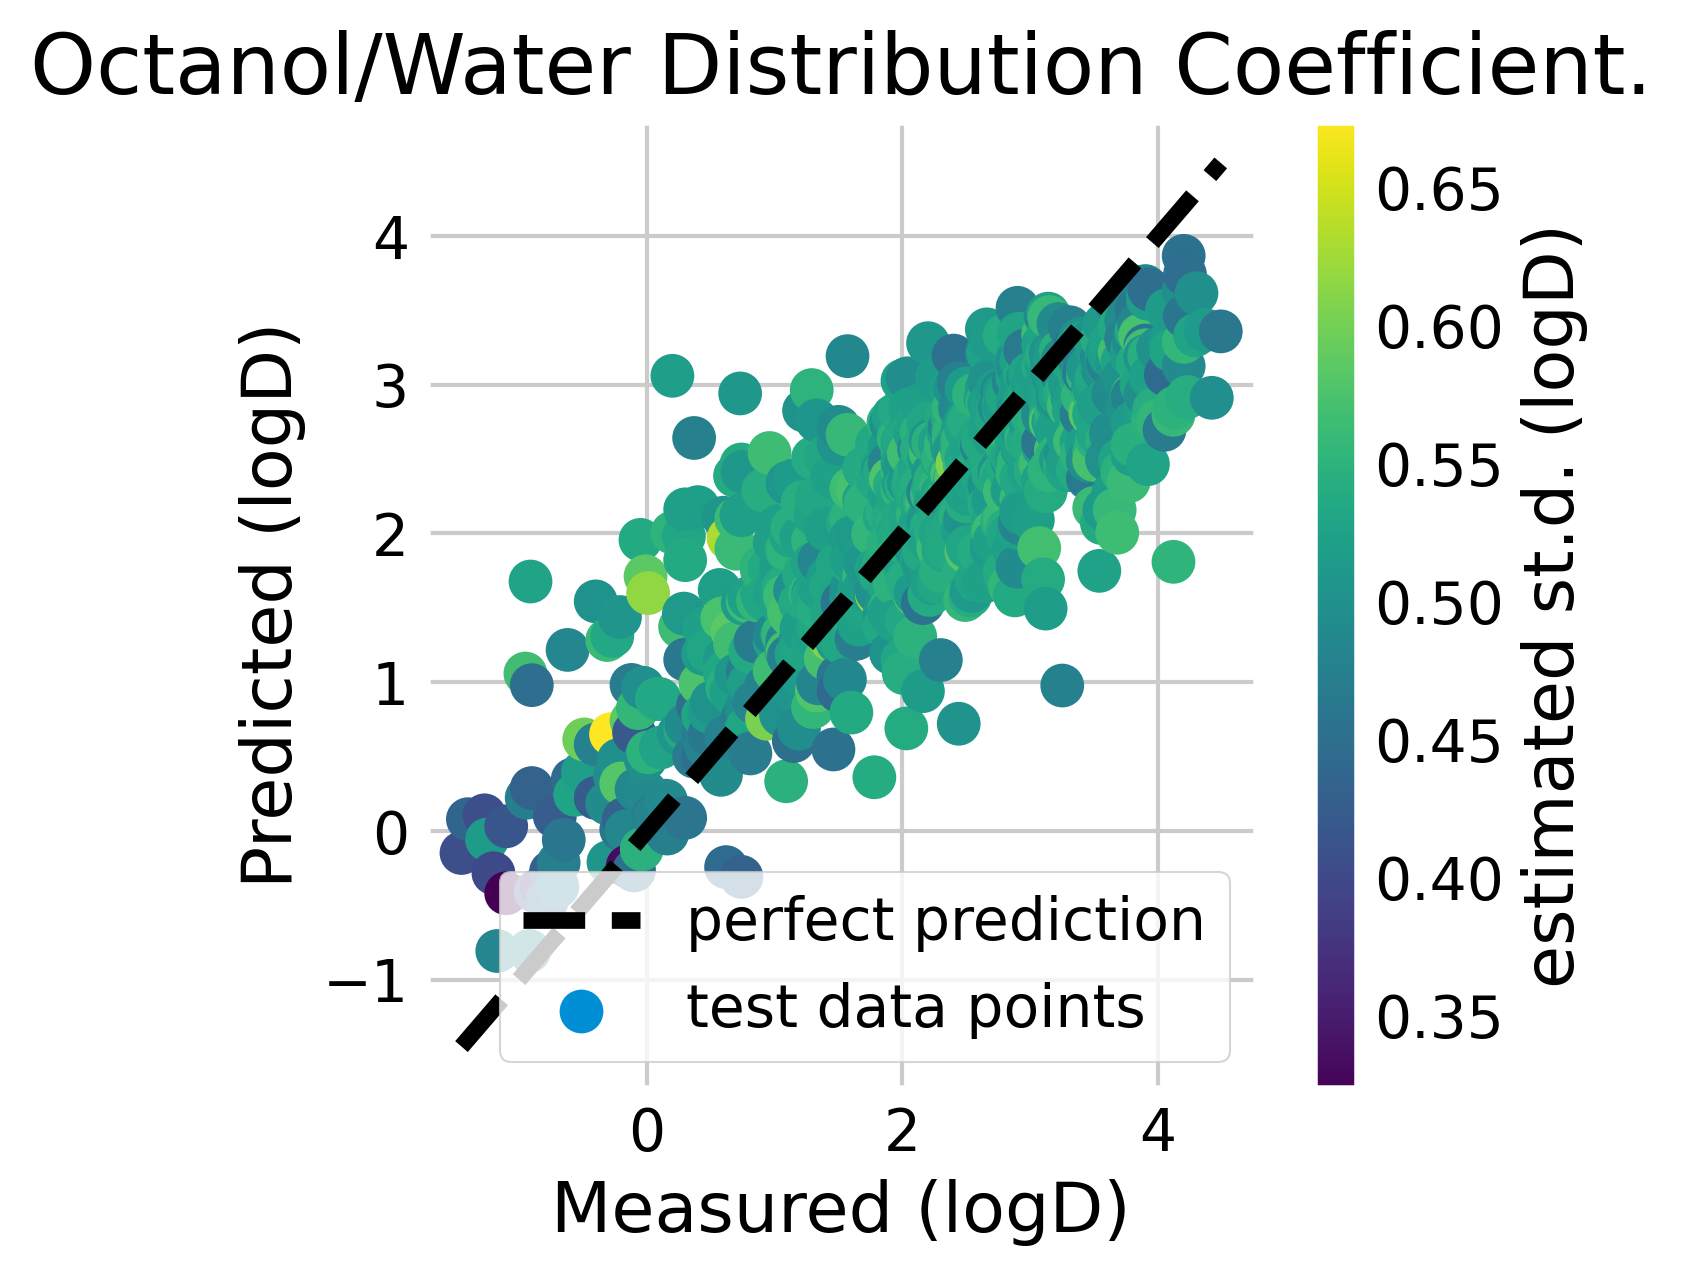 Octanol/Water Distribution Coefficient.
4
3
2
1
0
−1
Predicted (logD)
0 2 4
Measured (logD)
perfect prediction
test data points
0.65
0.60
0.55
0.50
0.45
0.40
0.35
estimated st.d. (logD)